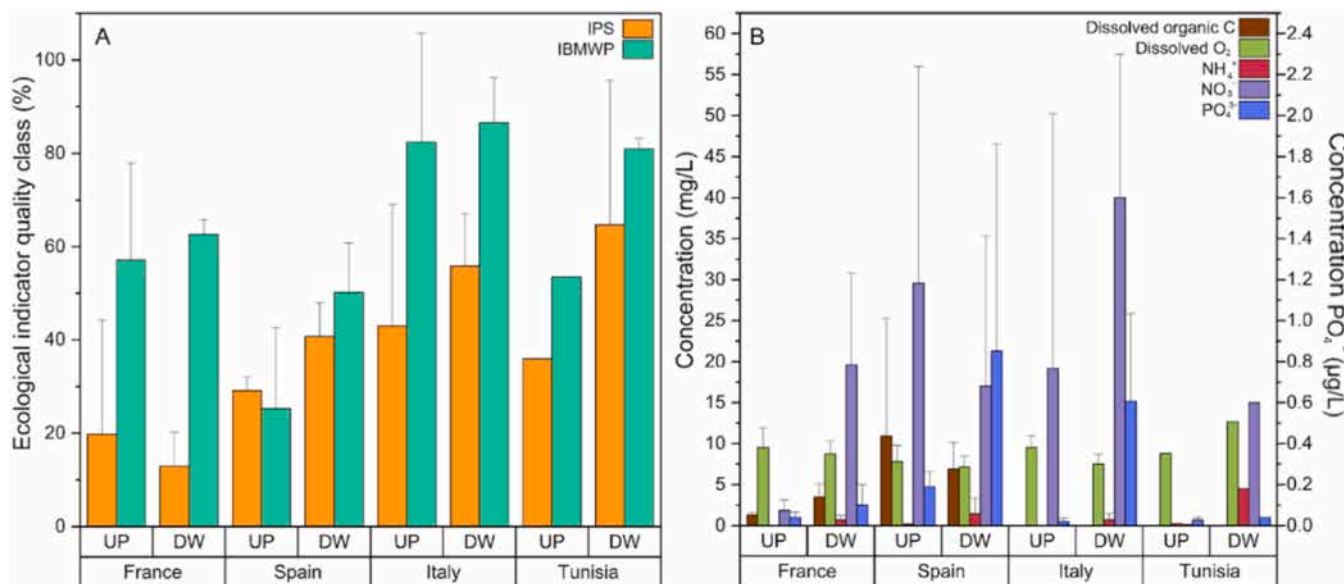 A
IPS
IBMWP
Ecological indicator quality class (%)
100
80
60
40
20
0
UP DW UP DW UP DW UP DW
France Spain Italy Tunisia
B
Dissolved organic C
Dissolved O₂
NH₄⁺
NO₃⁻
PO₄³⁻
Concentration (mg/L)
60
55
50
45
40
35
30
25
20
15
10
5
0
2.4
2.2
2.0
1.8
1.6
1.4
1.2
1.0
0.8
0.6
0.4
0.2
0.0
Concentration PO₄ (µg/L)
UP DW UP DW UP DW UP DW
France Spain Italy Tunisia